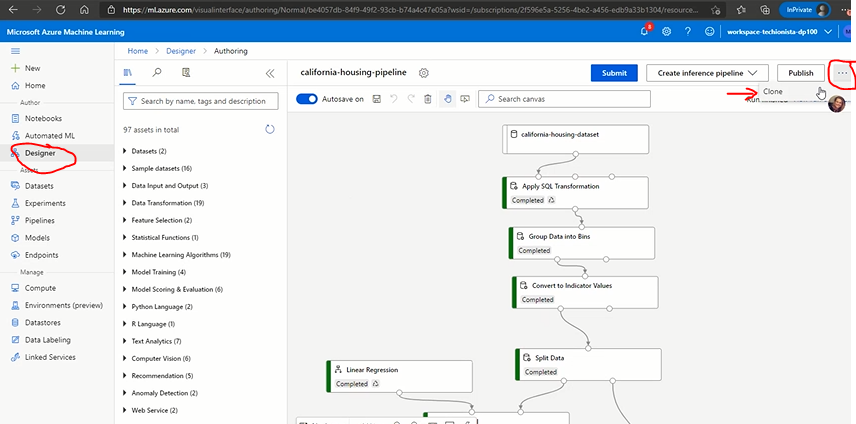 https://ml.azure.com/visualinterface/authoring/Normal/be4057db-84f9-49f2-93cb-b74a4c47e05a?wsid=/subscriptions/2f596e5a-5256-4be2-a456-edb9a33b1304/resource...
InPrivate
Microsoft Azure Machine Learning
8
workspace-techionista-dp100
Home > Designer > Authoring
New
Home
Author
Notebooks
Automated ML
Designer
Assets
Datasets
Experiments
Pipelines
Models
Endpoints
Manage
Compute
Environments (preview)
Datastores
Data Labeling
Linked Services
Search by name, tags and description
97 assets in total
Datasets (2)
Sample datasets (16)
Data Input and Output (3)
Data Transformation (19)
Feature Selection (2)
Statistical Functions (1)
Machine Learning Algorithms (19)
Model Training (4)
Model Scoring & Evaluation (6)
Python Language (2)
R Language (1)
Text Analytics (7)
Computer Vision (6)
Recommendation (5)
Anomaly Detection (2)
Web Service (2)
california-housing-pipeline
Submit
Create inference pipeline
Publish
...
Clone
Autosave on
Search canvas
Run finished
california-housing-dataset
Apply SQL Transformation
Completed
Group Data into Bins
Completed
Convert to Indicator Values
Completed
Split Data
Completed
Linear Regression
Completed